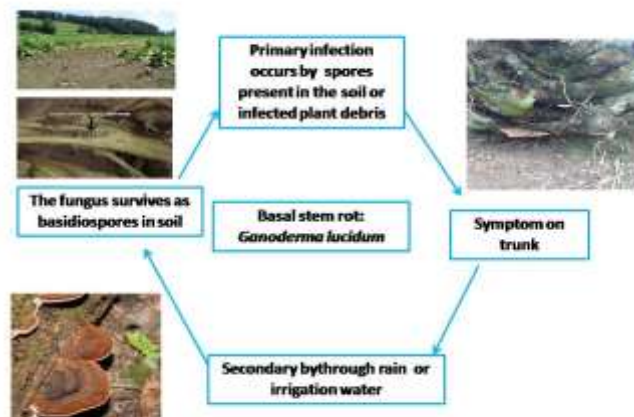 Primary infection
occurs by spores
present in the soil or
infected plant debris
The fungus survives as
basidiospores in soil
Basal stem rot:
Ganoderma lucidum
Symptom on
trunk
Secondary bythrough rain or
irrigation water